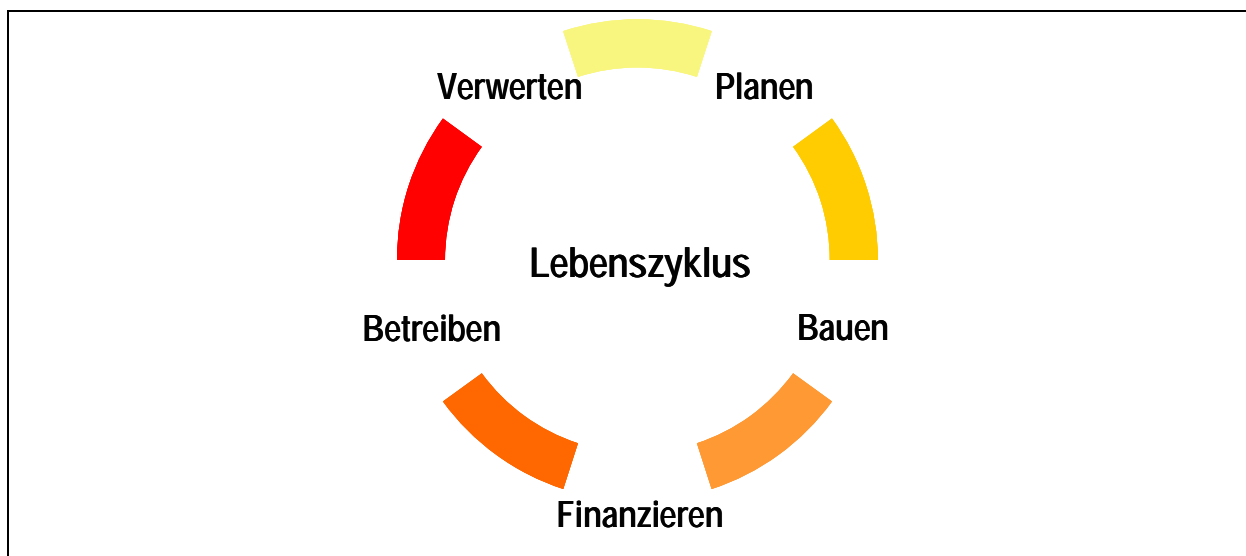 Verwerten
Planen
Lebenszyklus
Betreiben
Bauen
Finanzieren